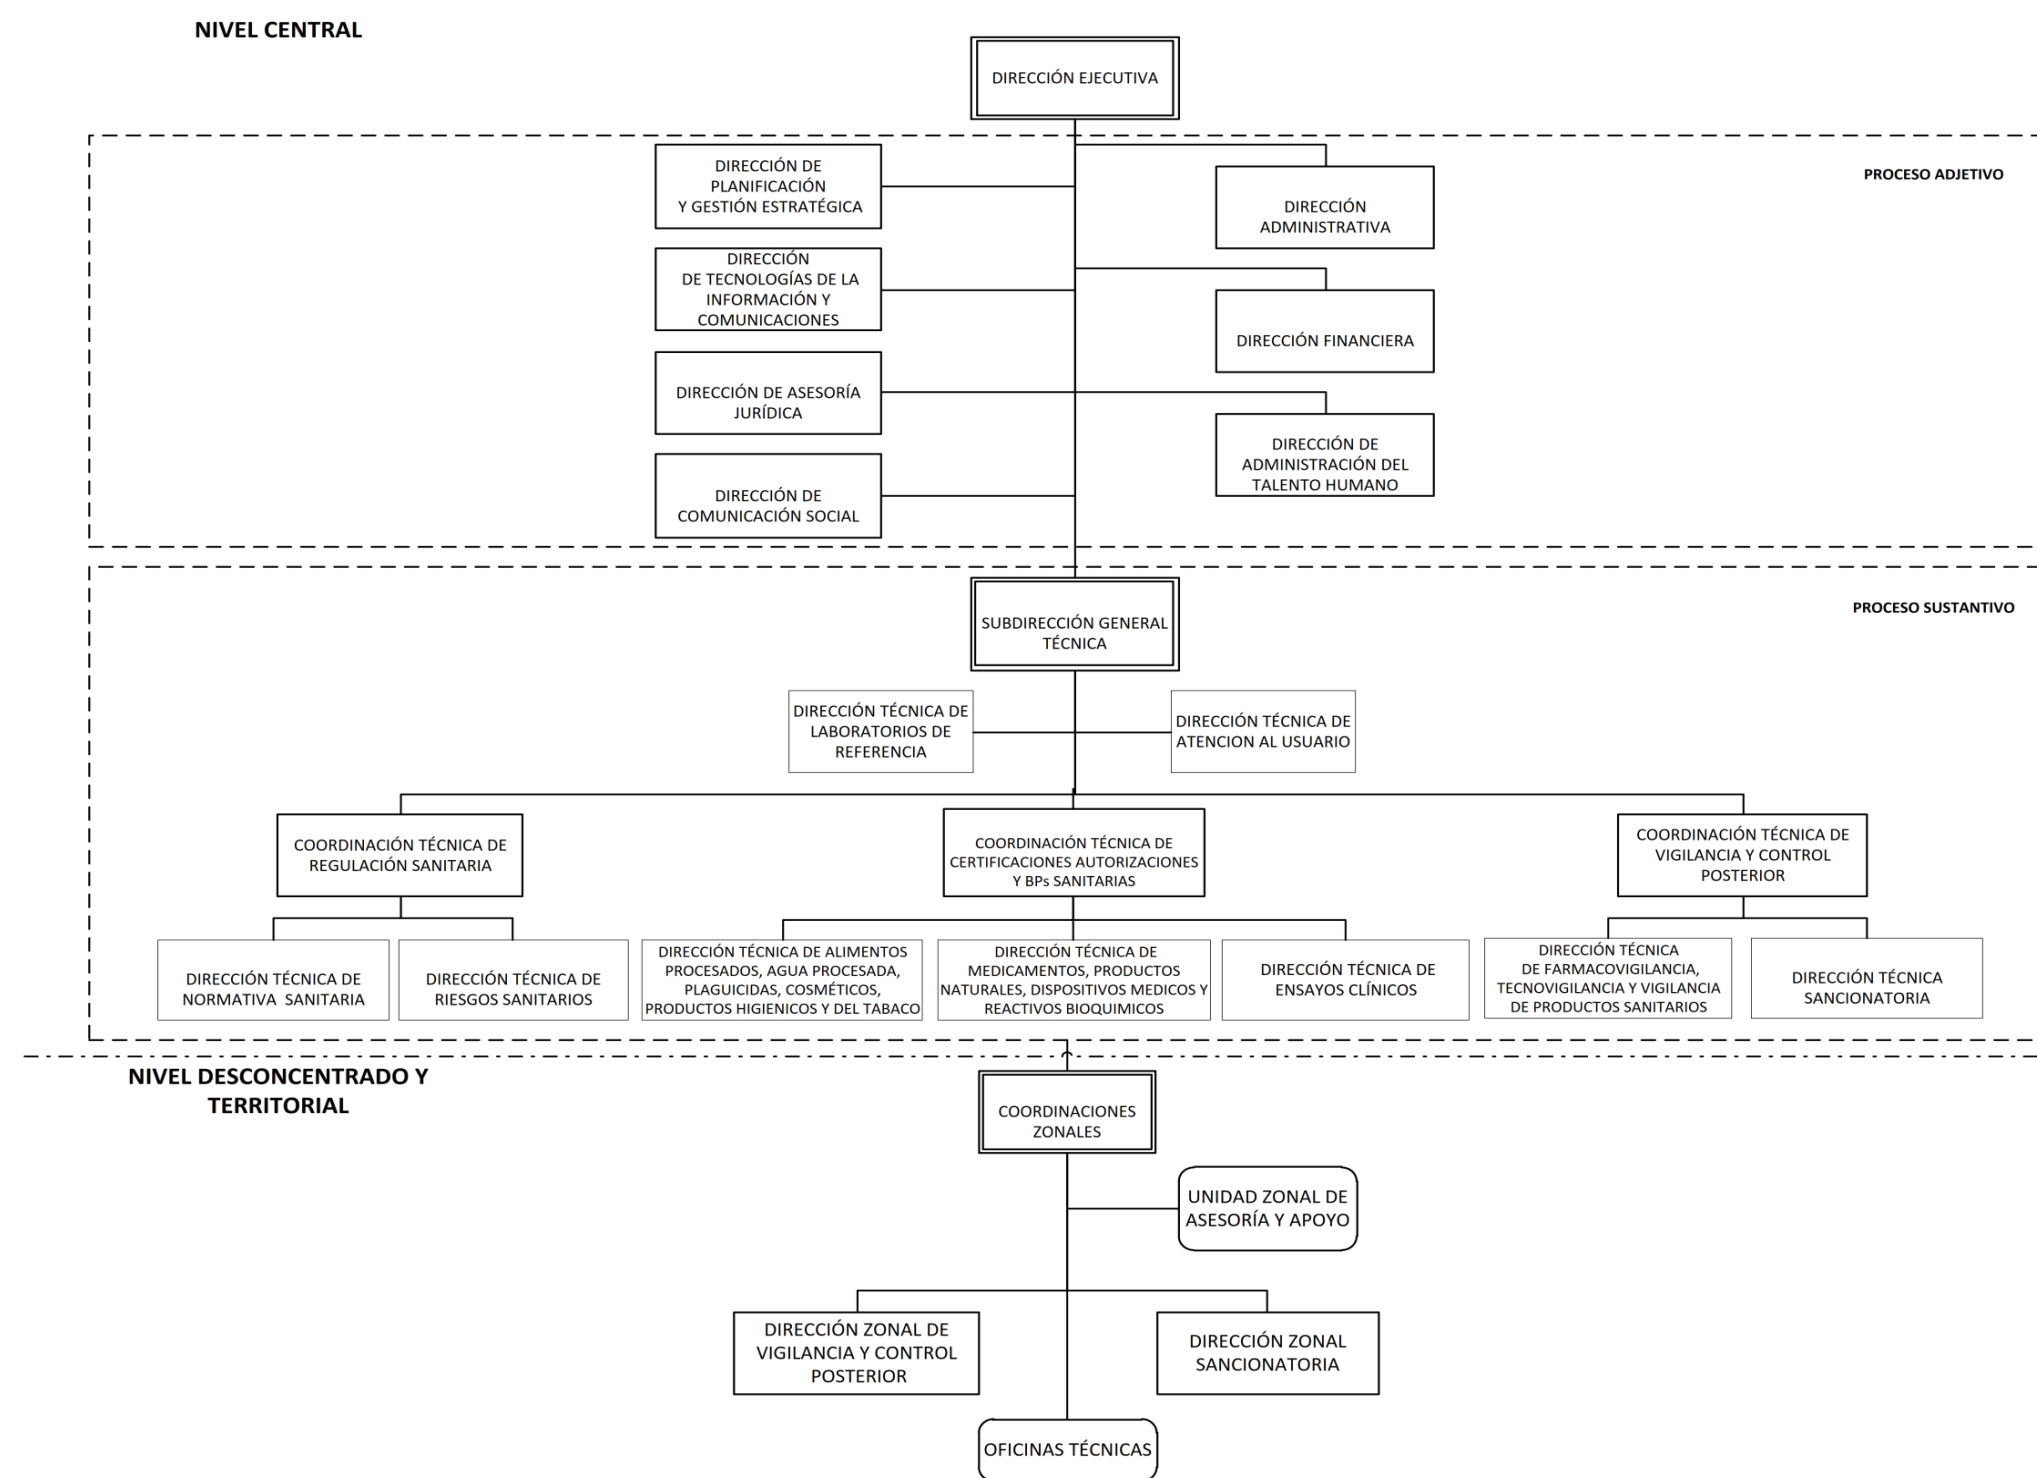 NIVEL CENTRAL
DIRECCIÓN EJECUTIVA
PROCESO ADJETIVO
DIRECCIÓN DE
PLANIFICACIÓN
Y GESTIÓN ESTRATÉGICA
DIRECCIÓN
ADMINISTRATIVA
DIRECCIÓN
DE TECNOLOGÍAS DE LA
INFORMACIÓN Y
COMUNICACIONES
DIRECCIÓN FINANCIERA
DIRECCIÓN DE ASESORÍA
JURÍDICA
DIRECCIÓN DE
ADMINISTRACIÓN DEL
TALENTO HUMANO
DIRECCIÓN DE
COMUNICACIÓN SOCIAL
PROCESO SUSTANTIVO
SUBDIRECCIÓN GENERAL
TÉCNICA
DIRECCIÓN TÉCNICA DE
LABORATORIOS DE
REFERENCIA
DIRECCIÓN TÉCNICA DE
ATENCION AL USUARIO
COORDINACIÓN TÉCNICA DE
REGULACIÓN SANITARIA
COORDINACIÓN TÉCNICA DE
CERTIFICACIONES AUTORIZACIONES
Y BPs SANITARIAS
COORDINACIÓN TÉCNICA DE
VIGILANCIA Y CONTROL
POSTERIOR
DIRECCIÓN TÉCNICA DE
NORMATIVA  SANITARIA
DIRECCIÓN TÉCNICA DE
RIESGOS SANITARIOS
DIRECCIÓN TÉCNICA DE ALIMENTOS
PROCESADOS, AGUA PROCESADA,
PLAGUICIDAS, COSMÉTICOS,
PRODUCTOS HIGIENICOS Y DEL TABACO
DIRECCIÓN TÉCNICA DE
MEDICAMENTOS, PRODUCTOS
NATURALES, DISPOSITIVOS MEDICOS Y
REACTIVOS BIOQUIMICOS
DIRECCIÓN TÉCNICA DE
ENSAYOS CLÍNICOS
DIRECCIÓN TÉCNICA
DE FARMACOVIGILANCIA,
TECNOVIGILANCIA Y VIGILANCIA
DE PRODUCTOS SANITARIOS
DIRECCIÓN TÉCNICA
SANCIONATORIA
NIVEL DESCONCENTRADO Y
TERRITORIAL
COORDINACIONES
ZONALES
UNIDAD ZONAL DE
ASESORÍA Y APOYO
DIRECCIÓN ZONAL DE
VIGILANCIA Y CONTROL
POSTERIOR
DIRECCIÓN ZONAL
SANCIONATORIA
OFICINAS TÉCNICAS